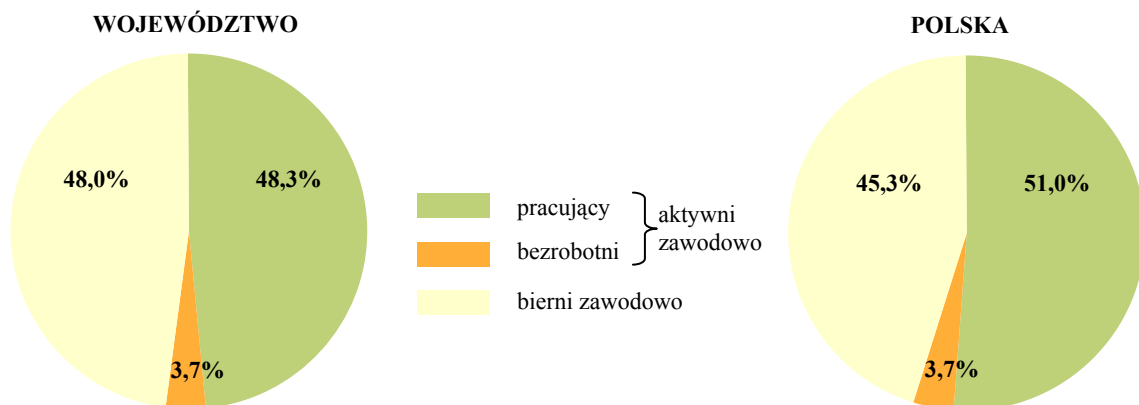 WOJEWÓDZTWO
POLSKA
48,0%
48,3%
3,7%
pracujący
bezrobotni
aktywni
zawodowo
bierni zawodowo
45,3%
51,0%
3,7%